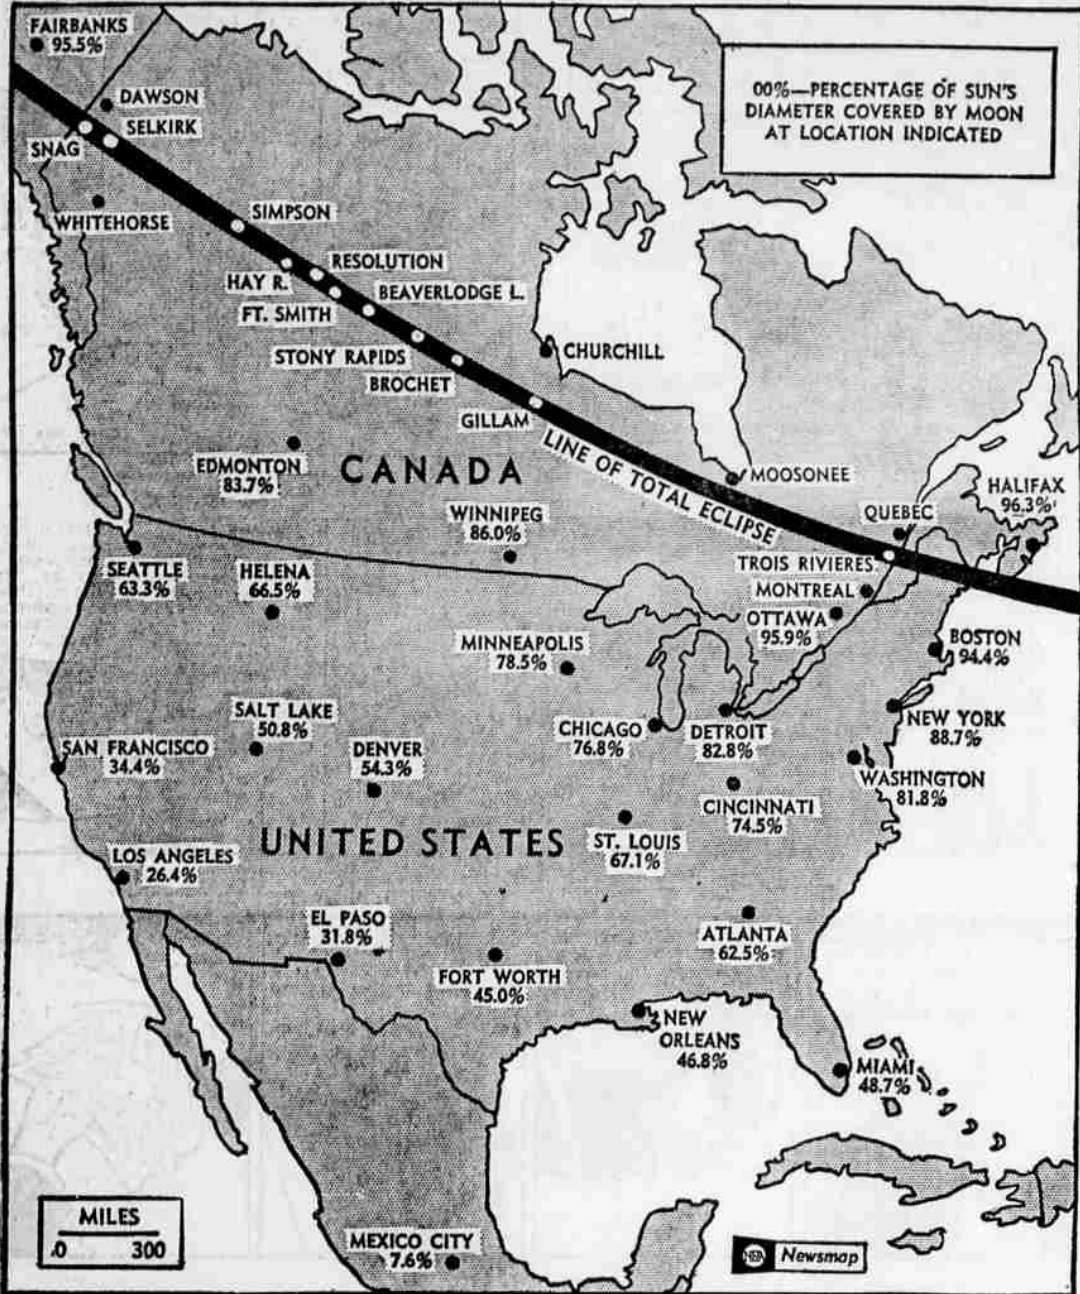 FAIRBANKS
95.5%
00%—PERCENTAGE OF SUN'S
DIAMETER COVERED BY MOON
AT LOCATION INDICATED
DAWSON
SELKIRK
SNAG
WHITEHORSE
SIMPSON
RESOLUTION
HAY R.
BEAVERLODGE L.
FT. SMITH
STONY RAPIDS
CHURCHILL
BROCHET
GILLAM
LINE OF TOTAL ECLIPSE
EDMONTON
83.7%
CANADA
MOOSONEE
HALIFAX
96.3%
WINNIPEG
86.0%
QUEBEC
TROIS RIVIERES
SEATTLE
63.3%
HELENA
66.5%
MONTREAL
OTTAWA
95.9%
MINNEAPOLIS
78.5%
BOSTON
94.4%
SALT LAKE
50.8%
CHICAGO
76.8%
DETROIT
82.8%
NEW YORK
88.7%
SAN FRANCISCO
34.4%
DENVER
54.3%
WASHINGTON
81.8%
CINCINNATI
74.5%
UNITED STATES
ST. LOUIS
67.1%
LOS ANGELES
26.4%
EL PASO
31.8%
ATLANTA
62.5%
FORT WORTH
45.0%
NEW
ORLEANS
46.8%
MIAMI
48.7%
MILES
0 300
MEXICO CITY
7.6%
NEA Newsmap